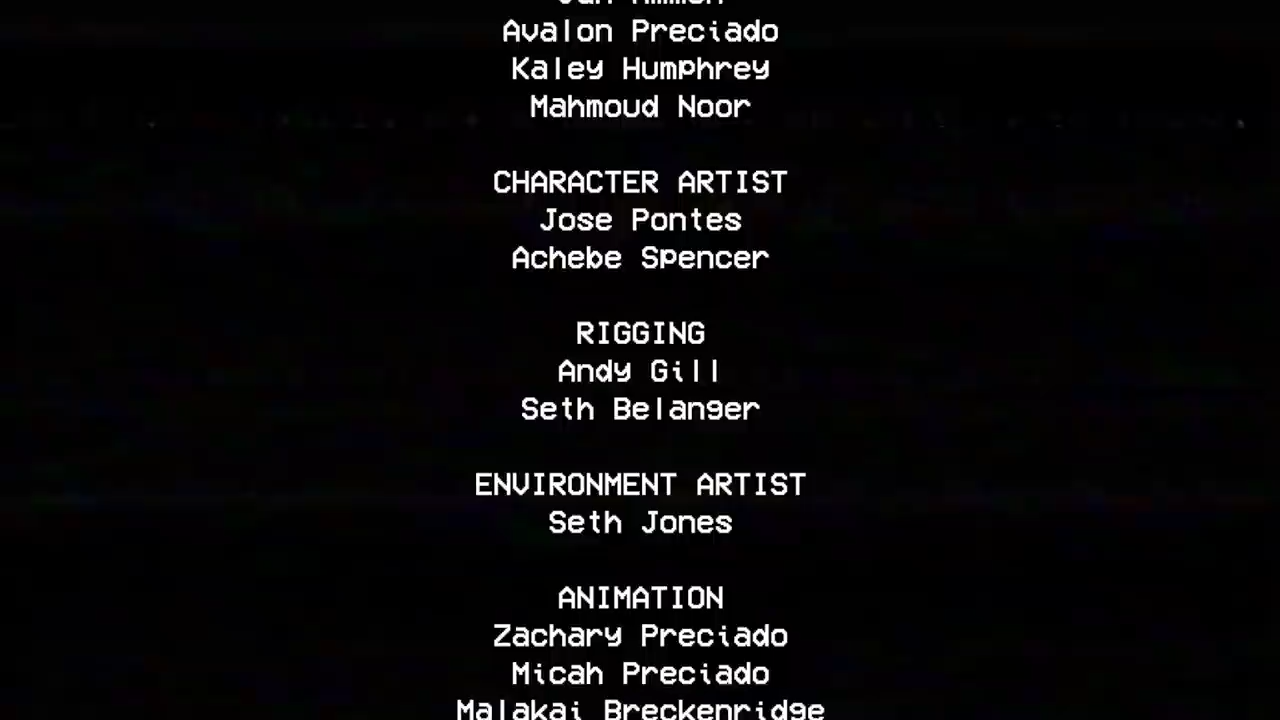 Avalon Preciado
Kaley Humphrey
Mahmoud Noor
CHARACTER ARTIST
Jose Pontes
Achebe Spencer
RIGGING
Andy Gill
Seth Belanger
ENVIRONMENT ARTIST
Seth Jones
ANIMATION
Zachary Preciado
Micah Preciado
Malakai Breckenridge